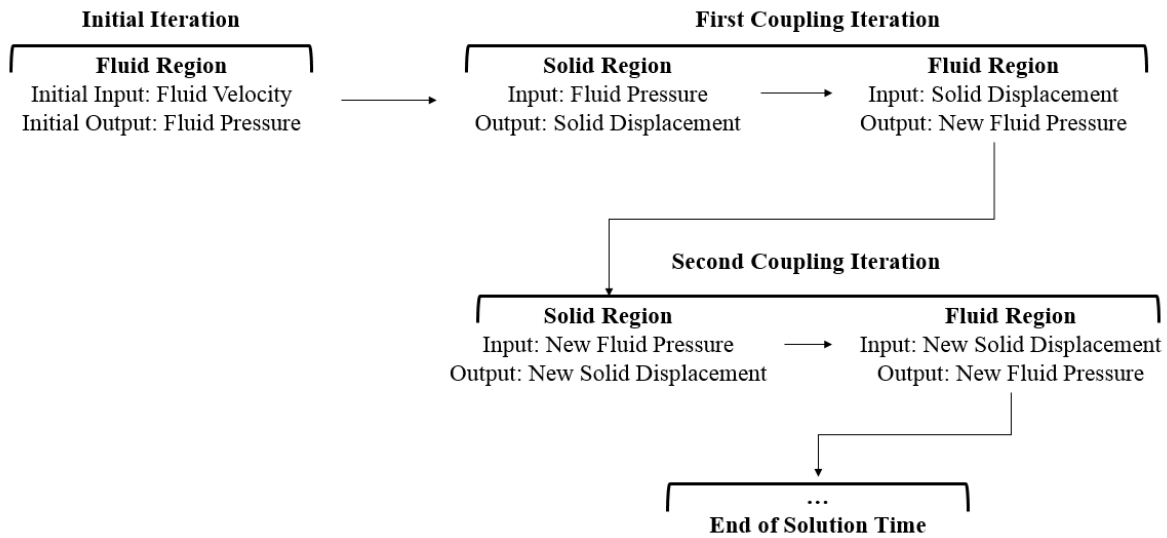 Initial Iteration
Fluid Region
Initial Input: Fluid Velocity
Initial Output: Fluid Pressure
First Coupling Iteration
Solid Region
Input: Fluid Pressure
Output: Solid Displacement
Fluid Region
Input: Solid Displacement
Output: New Fluid Pressure
Second Coupling Iteration
Solid Region
Input: New Fluid Pressure
Output: New Solid Displacement
Fluid Region
Input: New Solid Displacement
Output: New Fluid Pressure
...
End of Solution Time